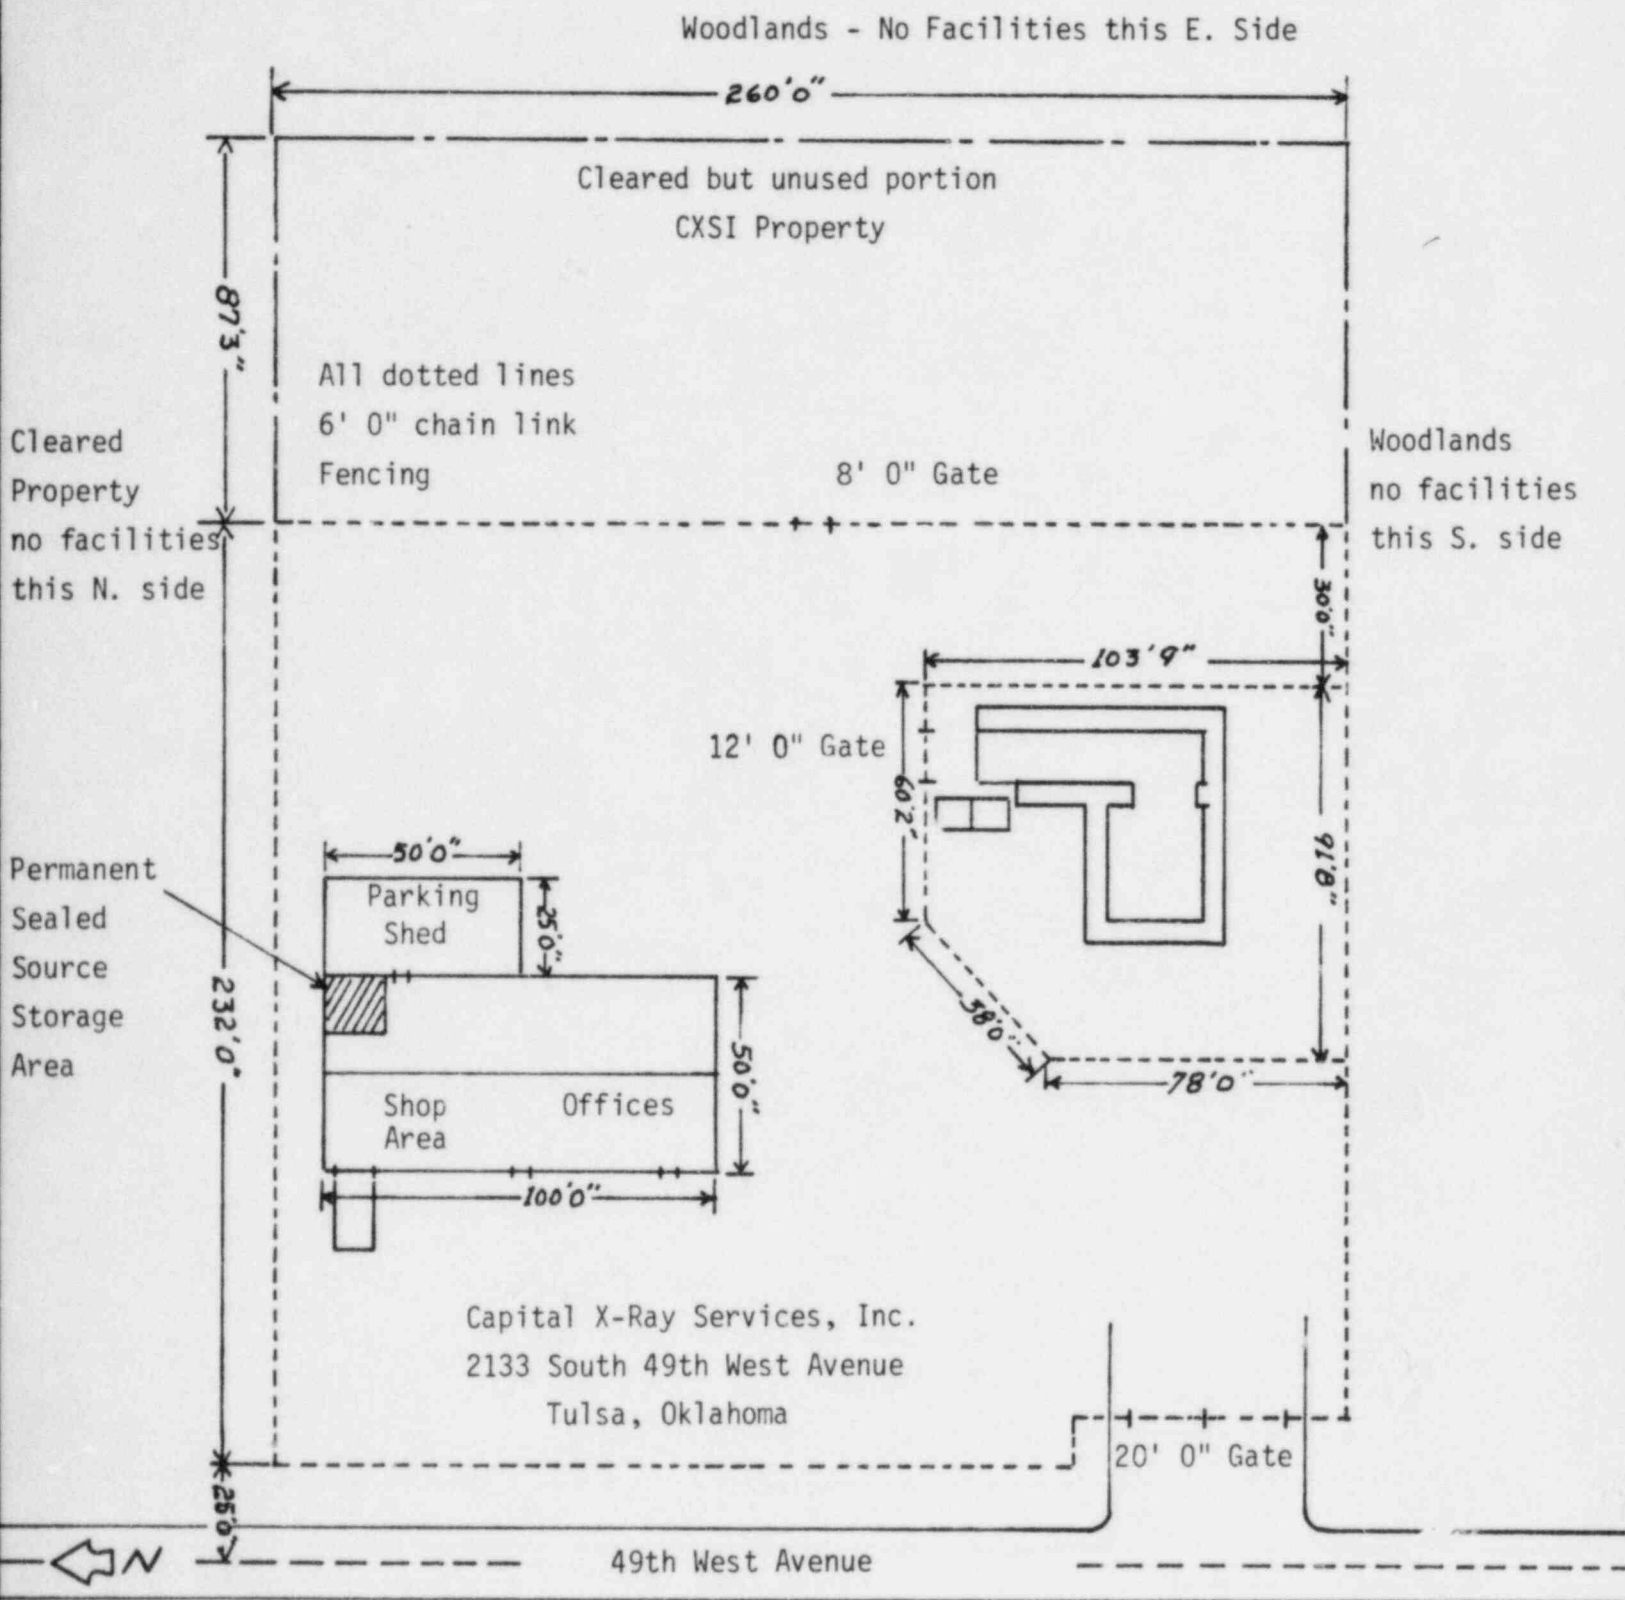 Woodlands - No Facilities this E. Side
260'0"
Cleared but unused portion
CXSI Property
87'3"
All dotted lines
6' 0" chain link
Fencing
8' 0" Gate
Cleared
Property
no facilities
this N. side
Woodlands
no facilities
this S. side
30'0"
103'9"
12' 0" Gate
60'2"
91'8"
50'0"
Parking
Shed
25'0"
Permanent
Sealed
Source
Storage
Area
232'0"
58'0"
78'0"
50'0"
Shop
Area
Offices
100'0"
Capital X-Ray Services, Inc.
2133 South 49th West Avenue
Tulsa, Oklahoma
20' 0" Gate
25'0"
N
49th West Avenue